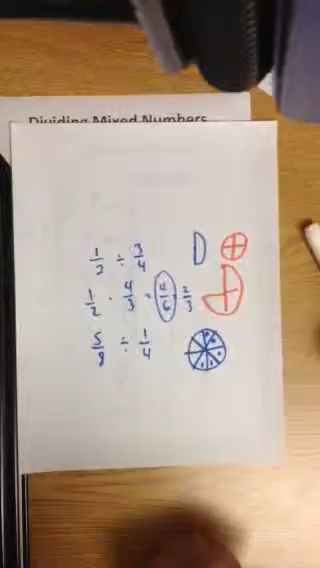 Dividing Mixed Numbers
1/2 ÷ 3/4
1/2 · 4/3 = 4/6 = 2/3
5/8 ÷ 1/4